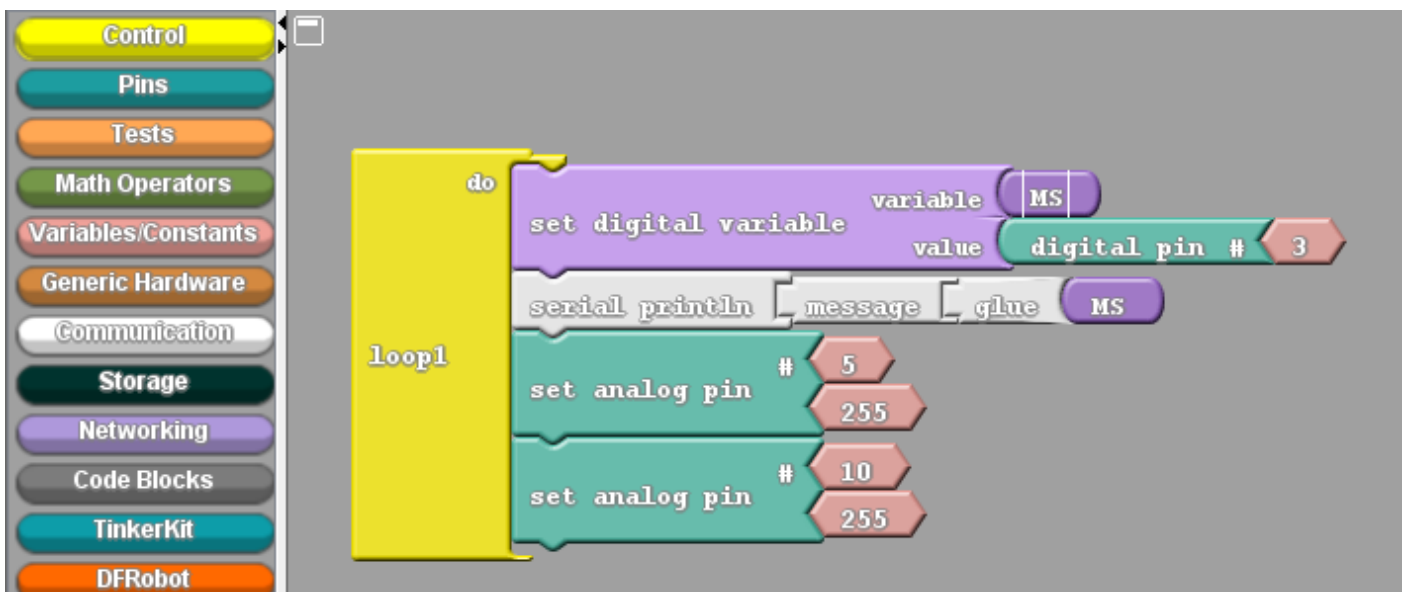 Control
Pins
Tests
Math Operators
Variables/Constants
Generic Hardware
Communication
Storage
Networking
Code Blocks
TinkerKit
DFRobot
loop1
do
set digital variable
variable MS
value digital pin # 3
serial println message glue MS
set analog pin
# 5
255
set analog pin
# 10
255